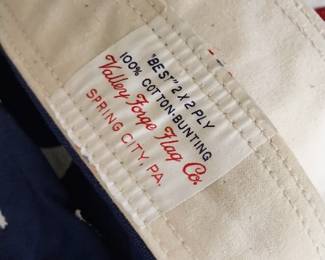 "BEST" 2 X 2 PLY
100% COTTON-BUNTING
Valley Forge Flag Co.
SPRING CITY, PA.